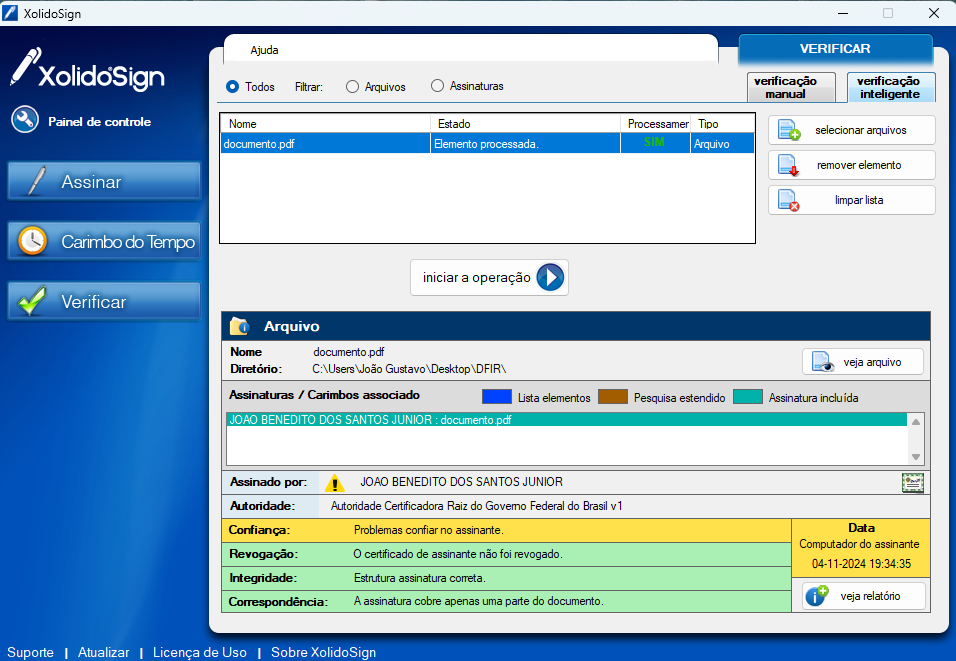 XolidoSign
XolidoSign
Painel de controle
Assinar
Carimbo do Tempo
Verificar
Ajuda
VERIFICAR
Todos Filtrar: Arquivos Assinaturas
verificação manual
verificação inteligente
Nome Estado Processamer Tipo
documento.pdf Elemento processada. SIM Arquivo
selecionar arquivos
remover elemento
limpar lista
iniciar a operação
Arquivo
Nome documento.pdf
Diretório: C:\Users\João Gustavo\Desktop\DFIR\
veja arquivo
Assinaturas / Carimbos associado Lista elementos Pesquisa estendido Assinatura incluída
JOAO BENEDITO DOS SANTOS JUNIOR : documento.pdf
Assinado por: JOAO BENEDITO DOS SANTOS JUNIOR
Autoridade: Autoridade Certificadora Raiz do Governo Federal do Brasil v1
Confiança: Problemas confiar no assinante.
Revogação: O certificado de assinante não foi revogado.
Integridade: Estrutura assinatura correta.
Correspondência: A assinatura cobre apenas uma parte do documento.
Data
Computador do assinante
04-11-2024 19:34:35
veja relatório
Suporte | Atualizar | Licença de Uso | Sobre XolidoSign